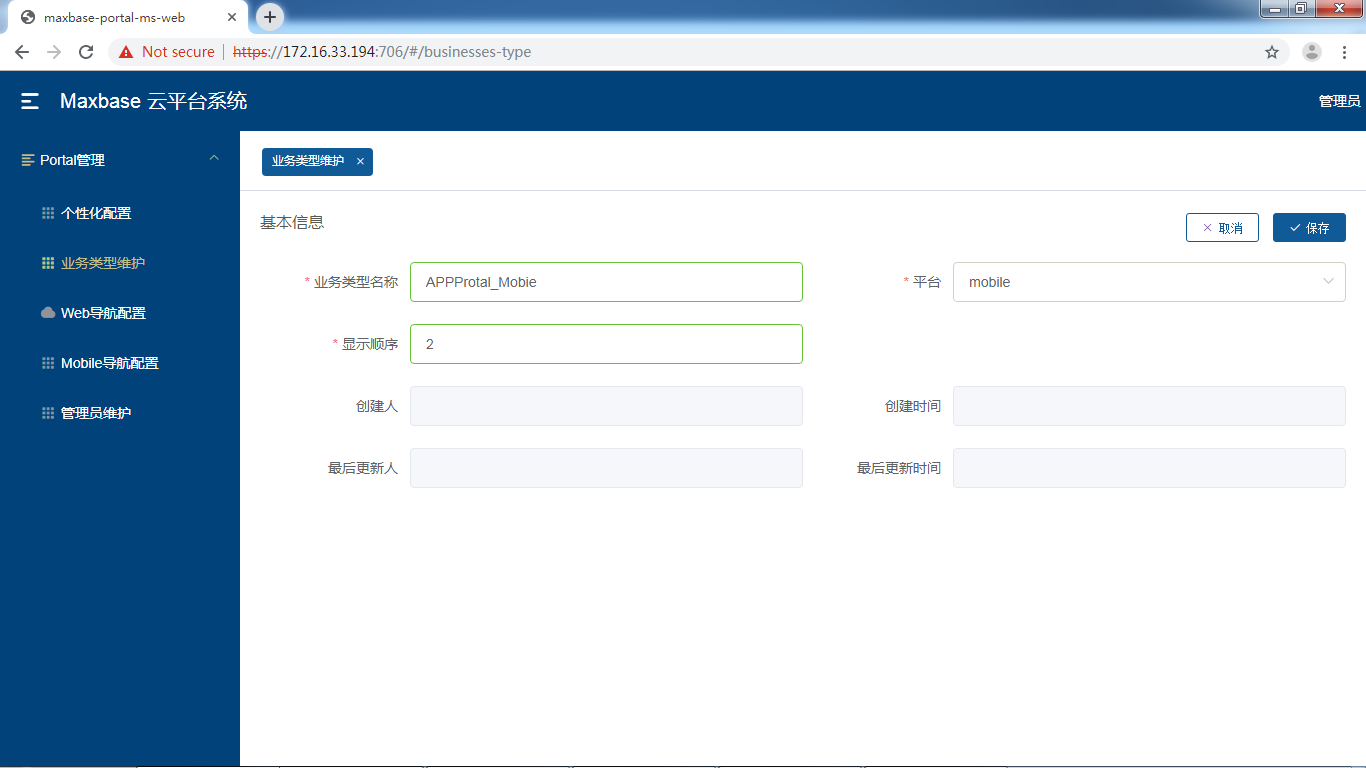 maxbase-portal-ms-web
Not secure | https://172.16.33.194:706/#/businesses-type
Maxbase 云平台系统
管理员
Portal管理
个性化配置
业务类型维护
Web导航配置
Mobile导航配置
管理员维护
业务类型维护
基本信息
取消
保存
* 业务类型名称 APPProtal_Mobie
* 平台 mobile
* 显示顺序 2
创建人
创建时间
最后更新人
最后更新时间